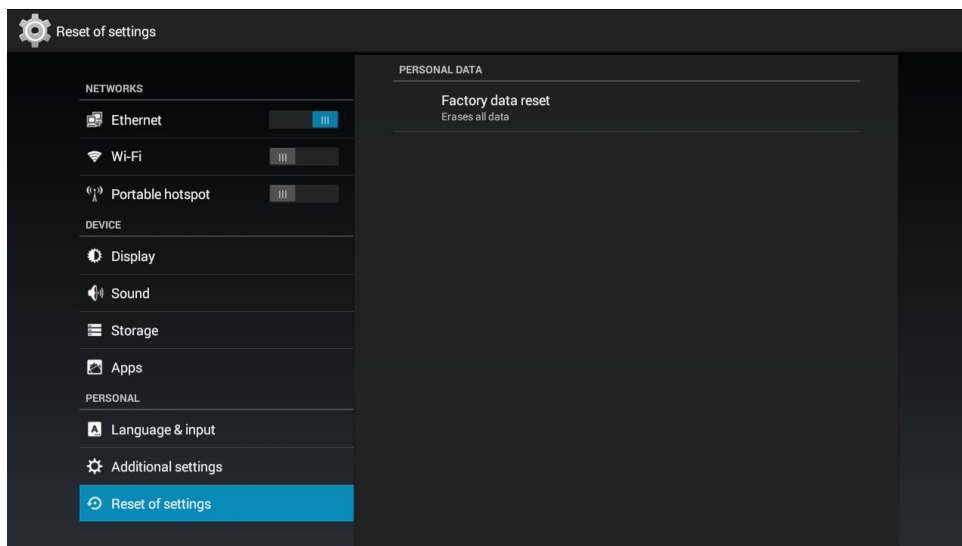 Reset of settings
NETWORKS
Ethernet
Wi-Fi
Portable hotspot
DEVICE
Display
Sound
Storage
Apps
PERSONAL
Language & input
Additional settings
Reset of settings
PERSONAL DATA
Factory data reset
Erases all data